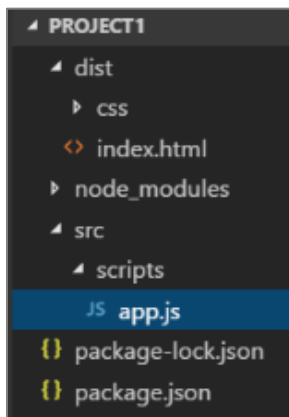 PROJECT1
dist
css
<> index.html
node_modules
src
scripts
JS app.js
{} package-lock.json
{} package.json